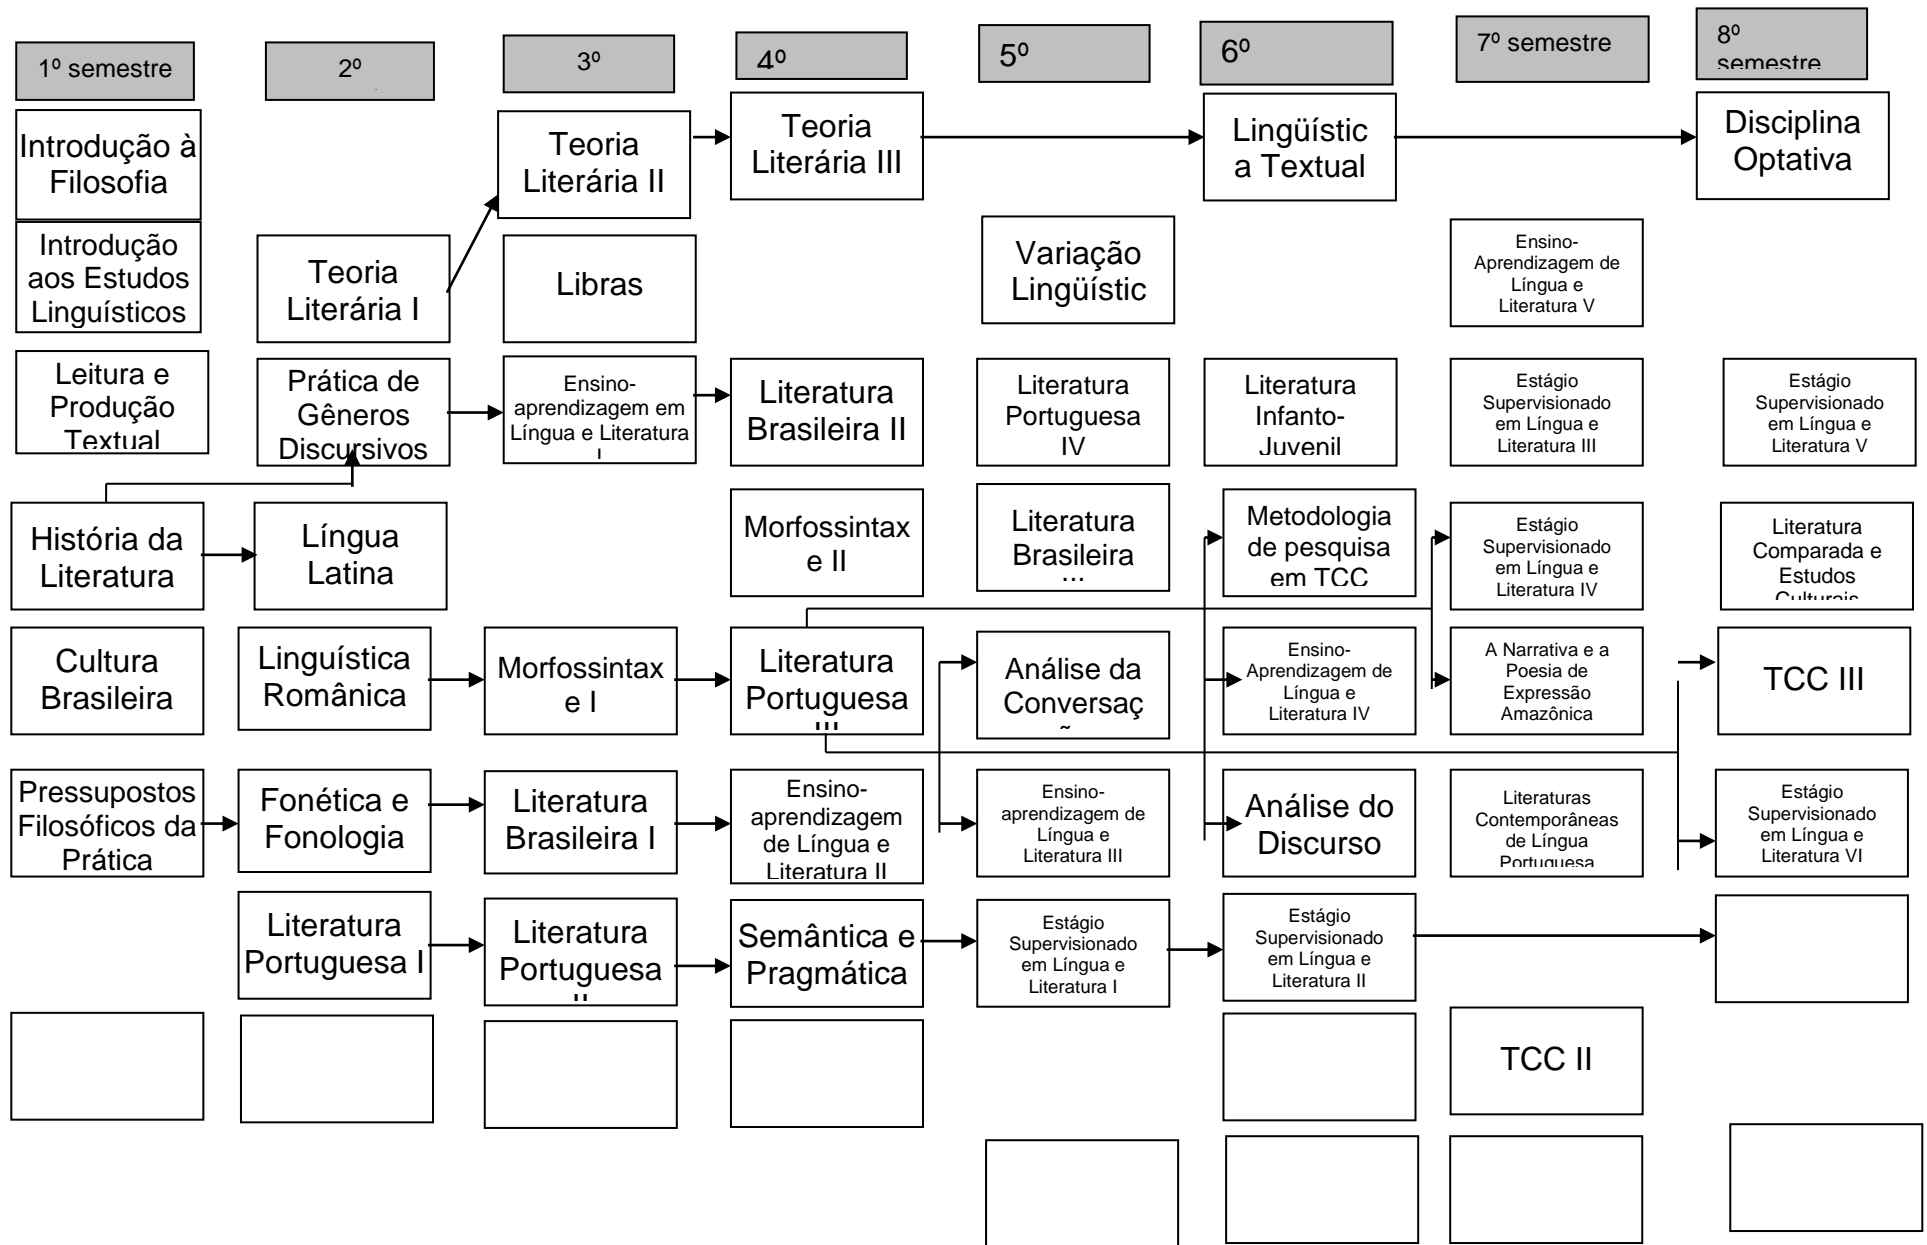 1º semestre
2º
3º
4º
5º
6º
7º semestre
8º
semestre
Introdução à
Filosofia
Teoria
Literária II
Teoria
Literária III
Lingüístic
a Textual
Disciplina
Optativa
Introdução
aos Estudos
Linguísticos
Teoria
Literária I
Libras
Variação
Lingüístic
Ensino-
Aprendizagem de
Língua e
Literatura V
Leitura e
Produção
Textual
Prática de
Gêneros
Discursivos
Ensino-
aprendizagem em
Língua e Literatura
I
Literatura
Brasileira II
Literatura
Portuguesa
IV
Literatura
Infanto-
Juvenil
Estágio
Supervisionado
em Língua e
Literatura III
Estágio
Supervisionado
em Língua e
Literatura V
História da
Literatura
Língua
Latina
Morfossintax
e II
Literatura
Brasileira
Metodologia
de pesquisa
em TCC
Estágio
Supervisionado
em Língua e
Literatura IV
Literatura
Comparada e
Estudos
Culturais
Cultura
Brasileira
Linguística
Românica
Morfossintax
e I
Literatura
Portuguesa
III
Análise da
Conversaç
Ensino-
Aprendizagem de
Língua e
Literatura IV
A Narrativa e a
Poesia de
Expressão
Amazônica
TCC III
Pressupostos
Filosóficos da
Prática
Fonética e
Fonologia
Literatura
Brasileira I
Ensino-
aprendizagem
de Língua e
Literatura II
Ensino-
aprendizagem de
Língua e
Literatura III
Análise do
Discurso
Literaturas
Contemporâneas
de Língua
Portuguesa
Estágio
Supervisionado
em Língua e
Literatura VI
Literatura
Portuguesa I
Literatura
Portuguesa
II
Semântica e
Pragmática
Estágio
Supervisionado
em Língua e
Literatura I
Estágio
Supervisionado
em Língua e
Literatura II
TCC II